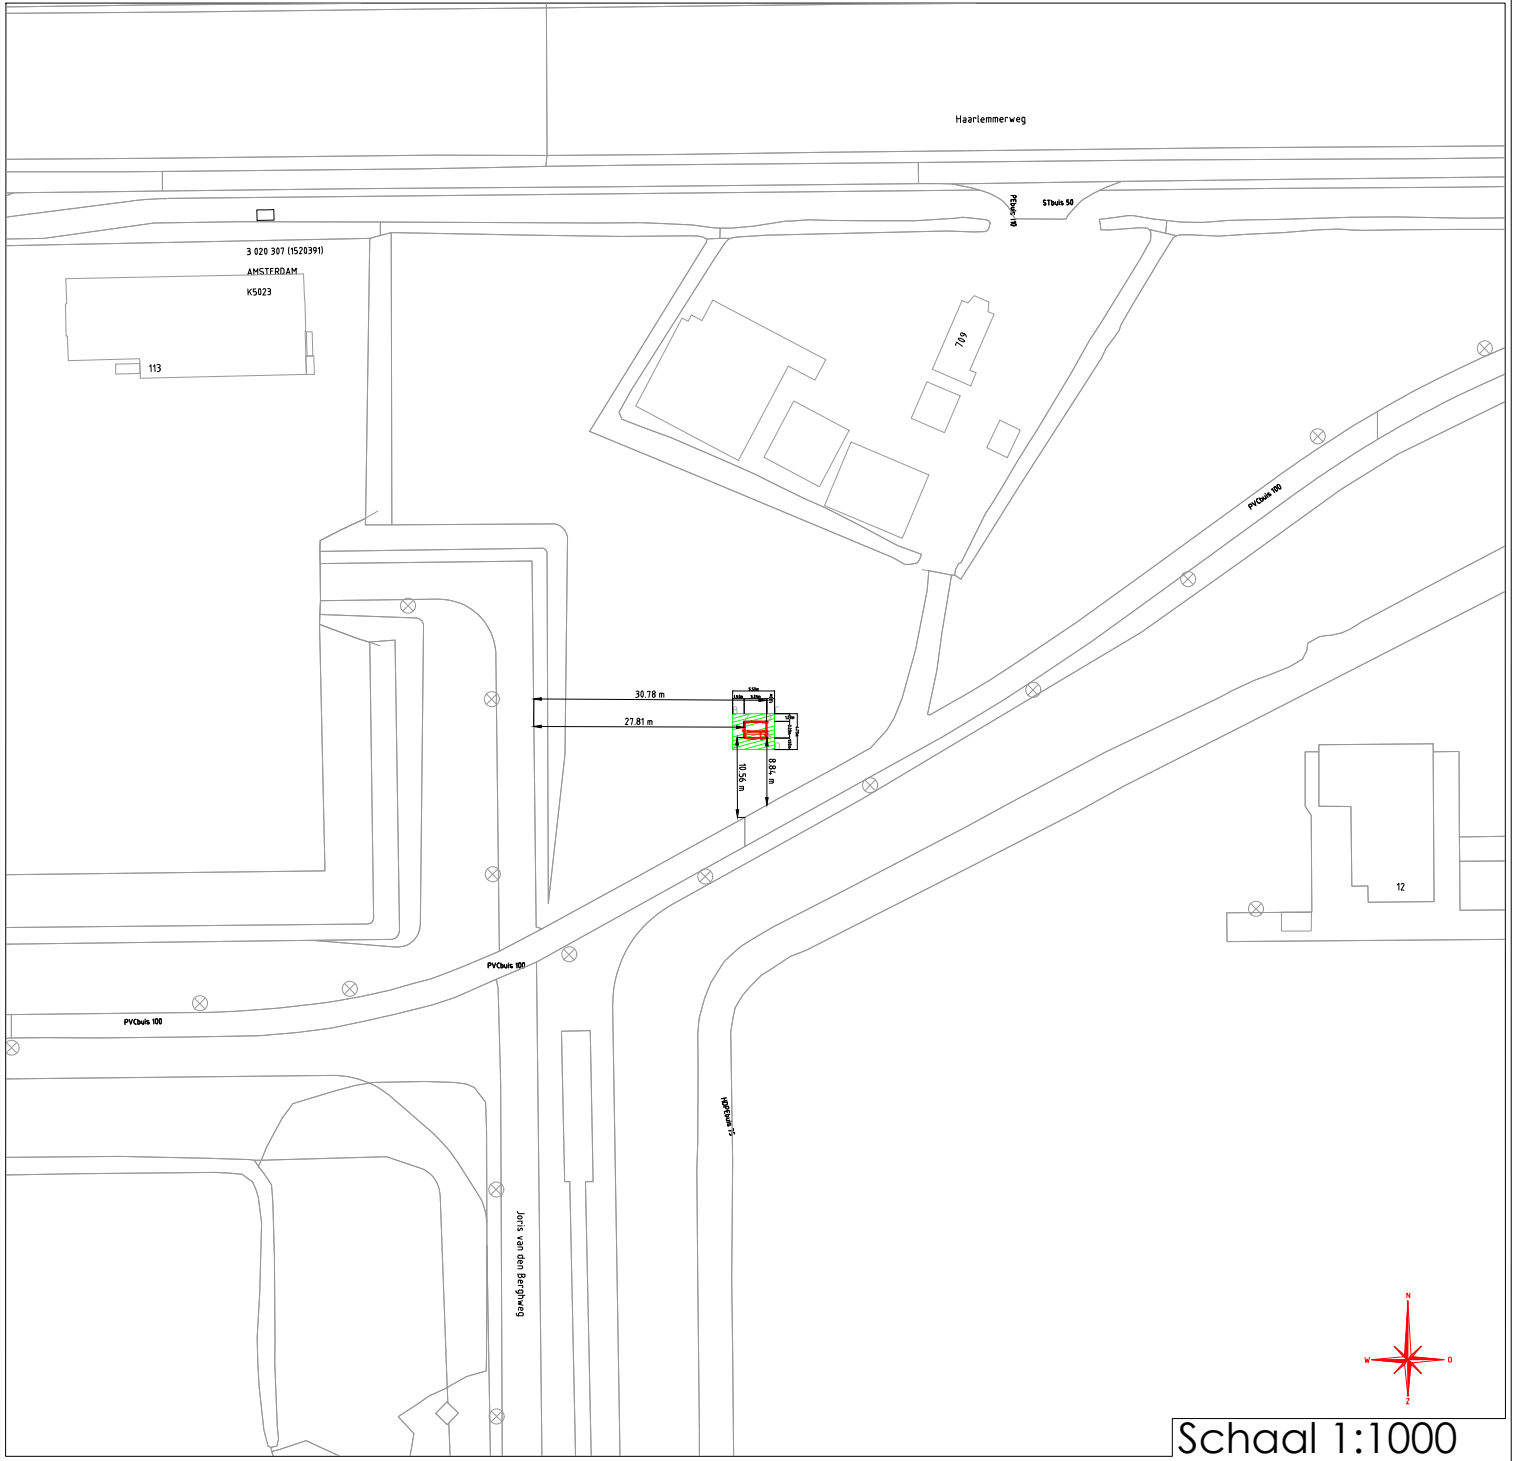 Haarlemmerweg
PEbuis 110
STbuis 50
3 020 307 (1520391)
AMSTERDAM
K5023
113
709
PVCbuis 100
30.78 m
27.81 m
10.56 m
8.84 m
12
PVCbuis 100
PVCbuis 100
HDPEbuis 75
Joris van den Berghweg
N
W
O
Z
Schaal 1:1000